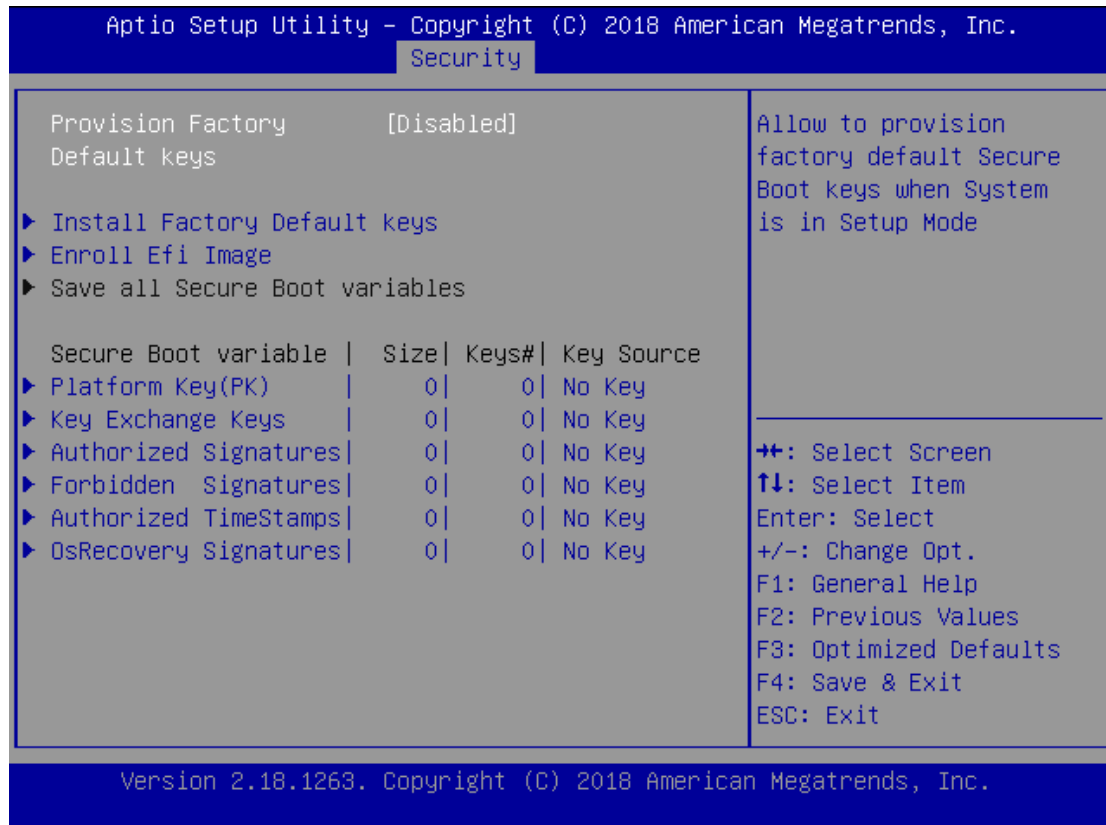 Aptio Setup Utility – Copyright (C) 2018 American Megatrends, Inc.
Security
Provision Factory [Disabled]
Default keys
Install Factory Default keys
Enroll Efi Image
Save all Secure Boot variables
Secure Boot variable | Size| Keys#| Key Source
Platform Key(PK) | 0| 0| No Key
Key Exchange Keys | 0| 0| No Key
Authorized Signatures| 0| 0| No Key
Forbidden Signatures| 0| 0| No Key
Authorized TimeStamps| 0| 0| No Key
OsRecovery Signatures| 0| 0| No Key
Allow to provision
factory default Secure
Boot keys when System
is in Setup Mode
→←: Select Screen
↑↓: Select Item
Enter: Select
+/-: Change Opt.
F1: General Help
F2: Previous Values
F3: Optimized Defaults
F4: Save & Exit
ESC: Exit
Version 2.18.1263. Copyright (C) 2018 American Megatrends, Inc.